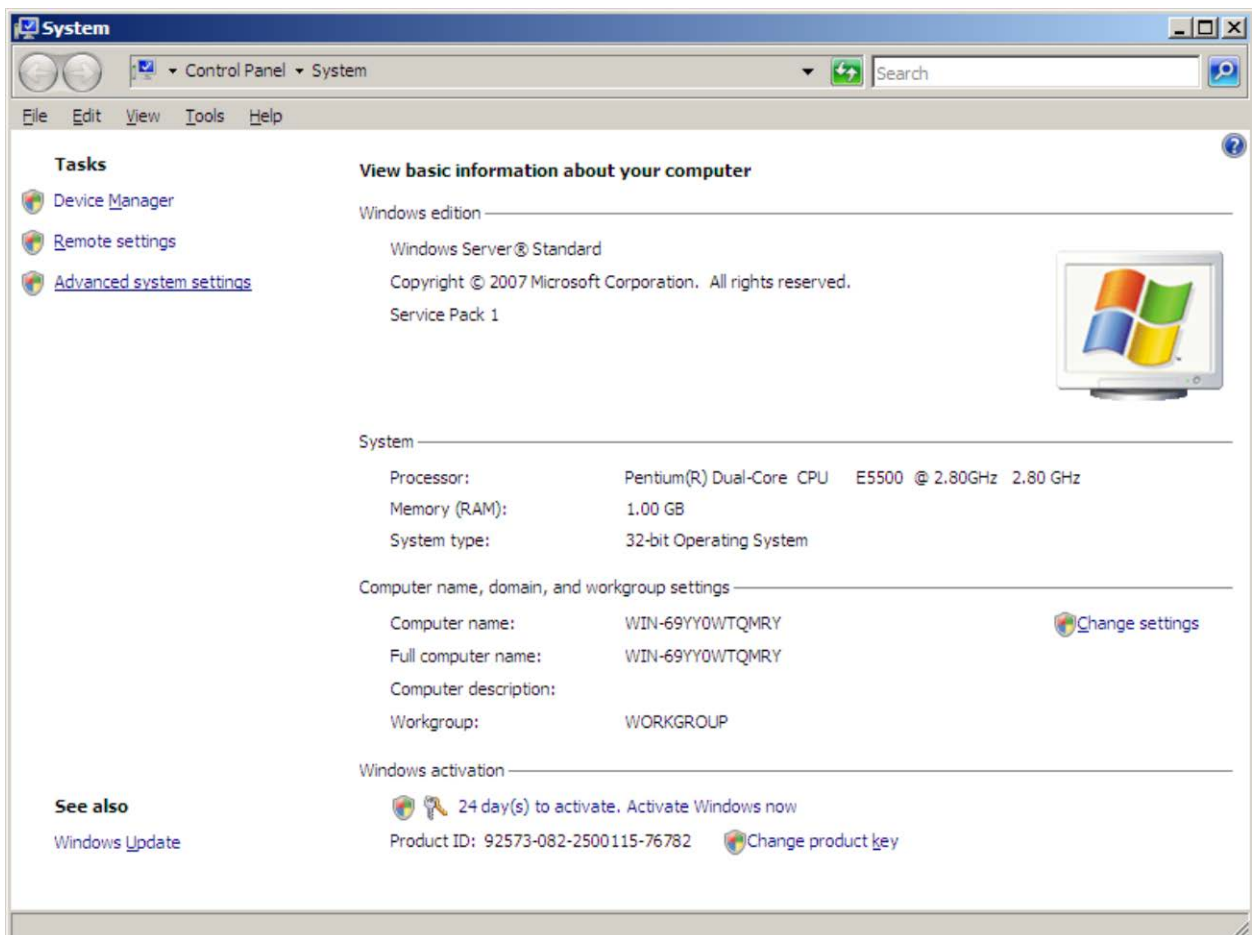 System
Control Panel System
Search
File Edit View Tools Help
Tasks
Device Manager
Remote settings
Advanced system settings
See also
Windows Update
View basic information about your computer
Windows edition
Windows Server® Standard
Copyright © 2007 Microsoft Corporation. All rights reserved.
Service Pack 1
System
Processor: Pentium(R) Dual-Core CPU E5500 @ 2.80GHz 2.80 GHz
Memory (RAM): 1.00 GB
System type: 32-bit Operating System
Computer name, domain, and workgroup settings
Computer name: WIN-69YY0WTQMRY Change settings
Full computer name: WIN-69YY0WTQMRY
Computer description:
Workgroup: WORKGROUP
Windows activation
24 day(s) to activate. Activate Windows now
Product ID: 92573-082-2500115-76782 Change product key